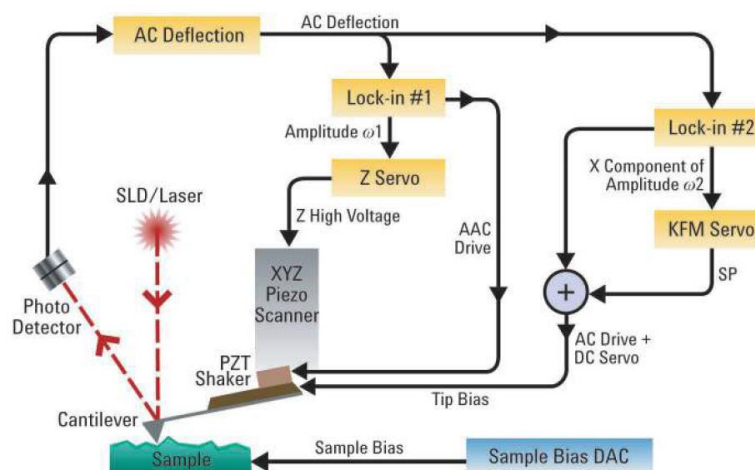 AC Deflection
AC Deflection
Lock-in #1
Lock-in #2
Amplitude ω1
X Component of
Amplitude ω2
Z Servo
SLD/Laser
Z High Voltage
AAC
Drive
KFM Servo
XYZ
Piezo
Scanner
SP
+
Photo
Detector
AC Drive +
DC Servo
PZT
Shaker
Tip Bias
Cantilever
Sample
Sample Bias
Sample Bias DAC